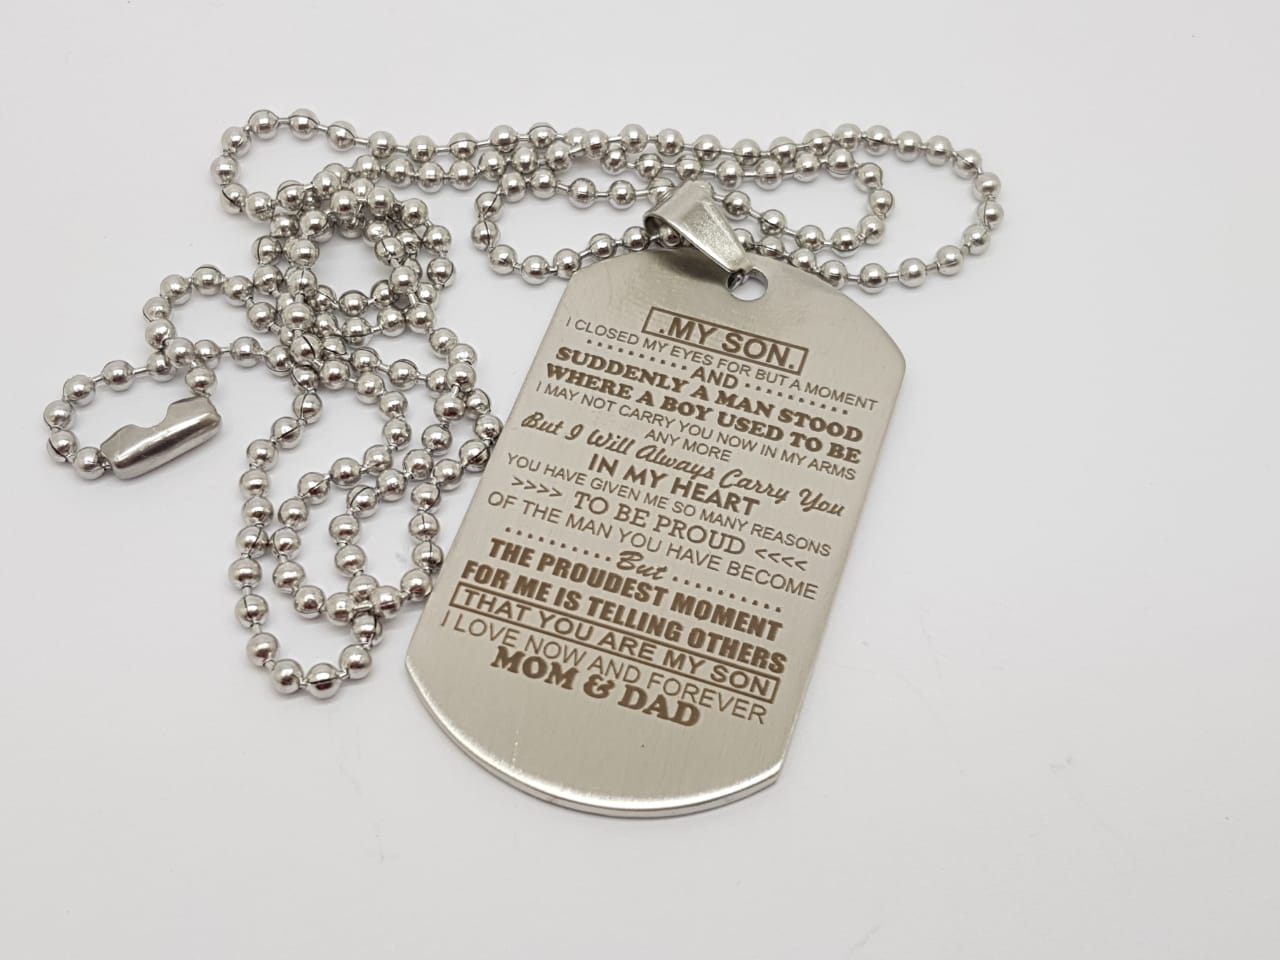 .MY SON.
I CLOSED MY EYES FOR BUT A MOMENT
AND
SUDDENLY A MAN STOOD
WHERE A BOY USED TO BE
I MAY NOT CARRY YOU NOW IN MY ARMS
ANY MORE
But I Will Always Carry You
IN MY HEART
YOU HAVE GIVEN ME SO MANY REASONS
>>>> TO BE PROUD <<<<
OF THE MAN YOU HAVE BECOME
But
THE PROUDEST MOMENT
FOR ME IS TELLING OTHERS
THAT YOU ARE MY SON
I LOVE NOW AND FOREVER
MOM & DAD